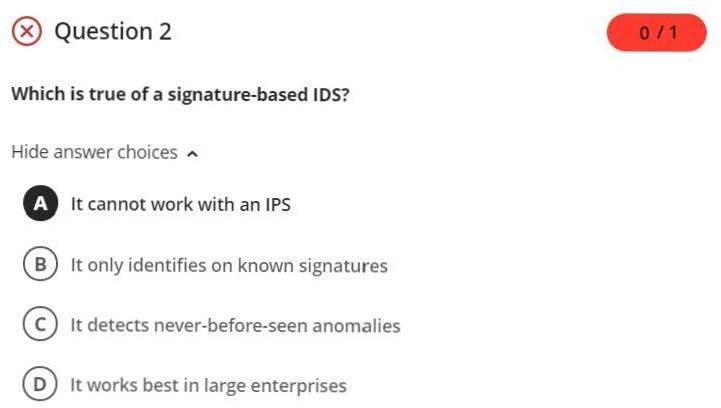 Question 2
0 / 1
Which is true of a signature-based IDS?
Hide answer choices
A It cannot work with an IPS
B It only identifies on known signatures
C It detects never-before-seen anomalies
D It works best in large enterprises